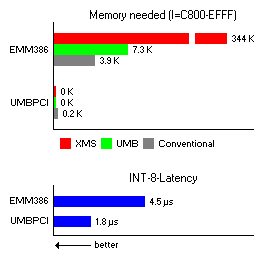 Memory needed (I=C800-EFFF)
EMM386
344 K
7.3 K
3.9 K
UMBPCI
0 K
0 K
0.2 K
XMS UMB Conventional
INT-8-Latency
EMM386 4.5 µs
UMBPCI 1.8 µs
better